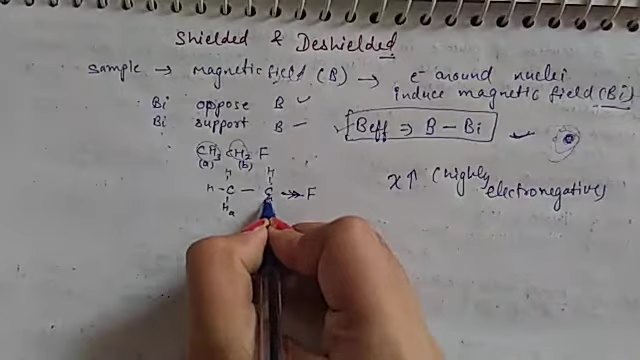 Shielded & Deshielded
Sample → magnetic field (B) → e⁻ around nuclei
induce magnetic field (Bi)
Bi oppose B ✓
Bi support B –
Beff ⇒ B – Bi ✓
CH3 CH2 F
(a) (b)
H H
H – C – C → F
Ha
x↑ (highly
electronegatives